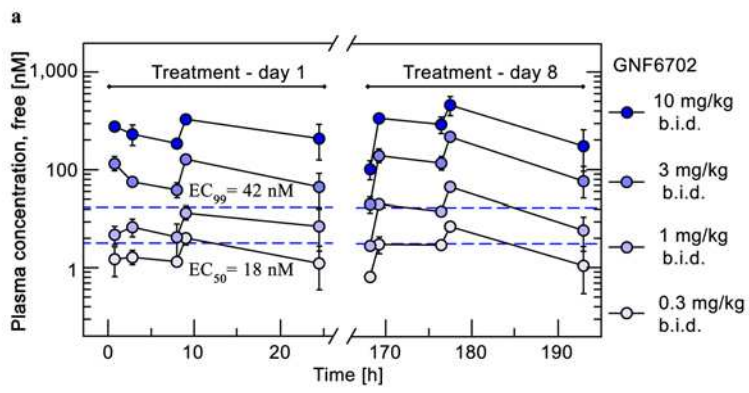 a
Plasma concentration, free [nM]
1,000
100
1
Treatment - day 1
Treatment - day 8
EC99= 42 nM
EC50= 18 nM
0
10
20
170
180
190
Time [h]
GNF6702
10 mg/kg
b.i.d.
3 mg/kg
b.i.d.
1 mg/kg
b.i.d.
0.3 mg/kg
b.i.d.